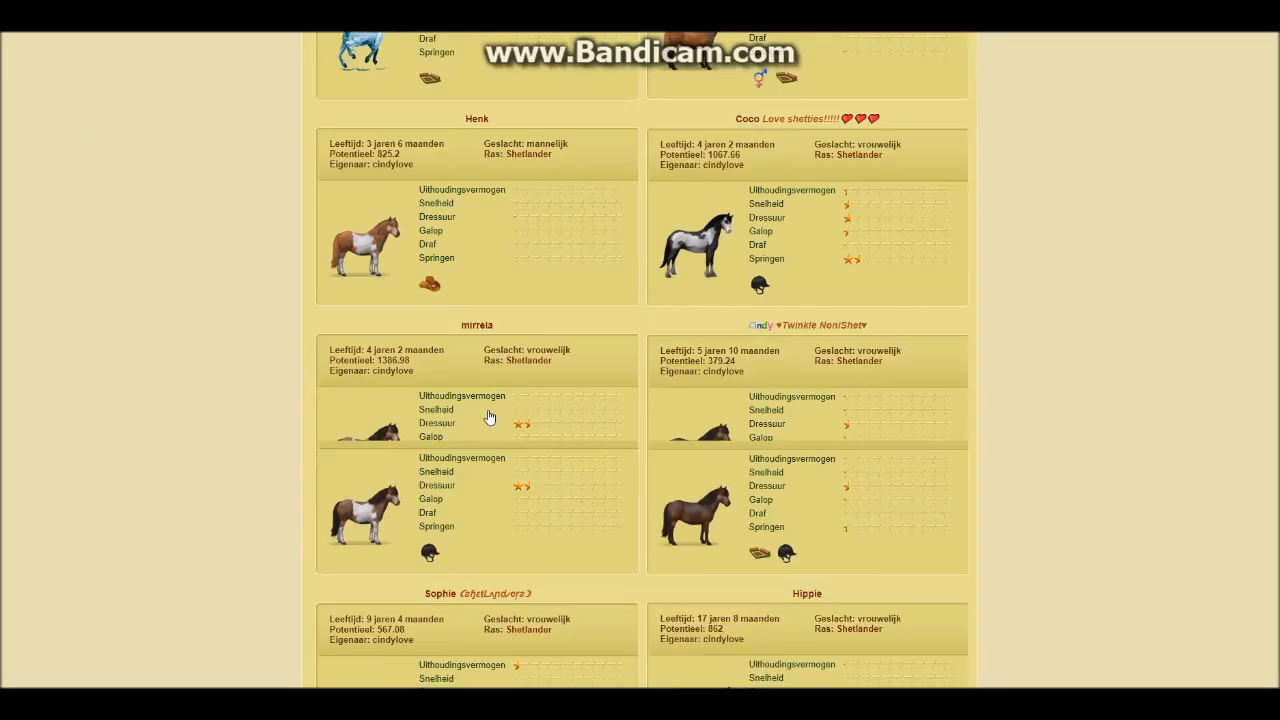 Draf
Springen
www.Bandicam.com
Draf
Henk
Leeftijd: 3 jaren 6 maanden
Geslacht: mannelijk
Potentieel: 825.2
Ras: Shetlander
Eigenaar: cindylove
Uithoudingsvermogen
Snelheid
Dressuur
Galop
Draf
Springen
Coco Love shetties!!!!!
Leeftijd: 4 jaren 2 maanden
Geslacht: vrouwelijk
Potentieel: 1067.66
Ras: Shetlander
Eigenaar: cindylove
Uithoudingsvermogen
Snelheid
Dressuur
Galop
Draf
Springen
mirrela
Leeftijd: 4 jaren 2 maanden
Geslacht: vrouwelijk
Potentieel: 1386.98
Ras: Shetlander
Eigenaar: cindylove
Uithoudingsvermogen
Snelheid
Dressuur
Galop
Uithoudingsvermogen
Snelheid
Dressuur
Galop
Draf
Springen
Cindy ♥Twinkle NoniShet♥
Leeftijd: 5 jaren 10 maanden
Geslacht: vrouwelijk
Potentieel: 379.24
Ras: Shetlander
Eigenaar: cindylove
Uithoudingsvermogen
Snelheid
Dressuur
Galop
Uithoudingsvermogen
Snelheid
Dressuur
Galop
Draf
Springen
Sophie
Leeftijd: 9 jaren 4 maanden
Geslacht: vrouwelijk
Potentieel: 567.08
Ras: Shetlander
Eigenaar: cindylove
Uithoudingsvermogen
Snelheid
Hippie
Leeftijd: 17 jaren 8 maanden
Geslacht: vrouwelijk
Potentieel: 862
Ras: Shetlander
Eigenaar: cindylove
Uithoudingsvermogen
Snelheid